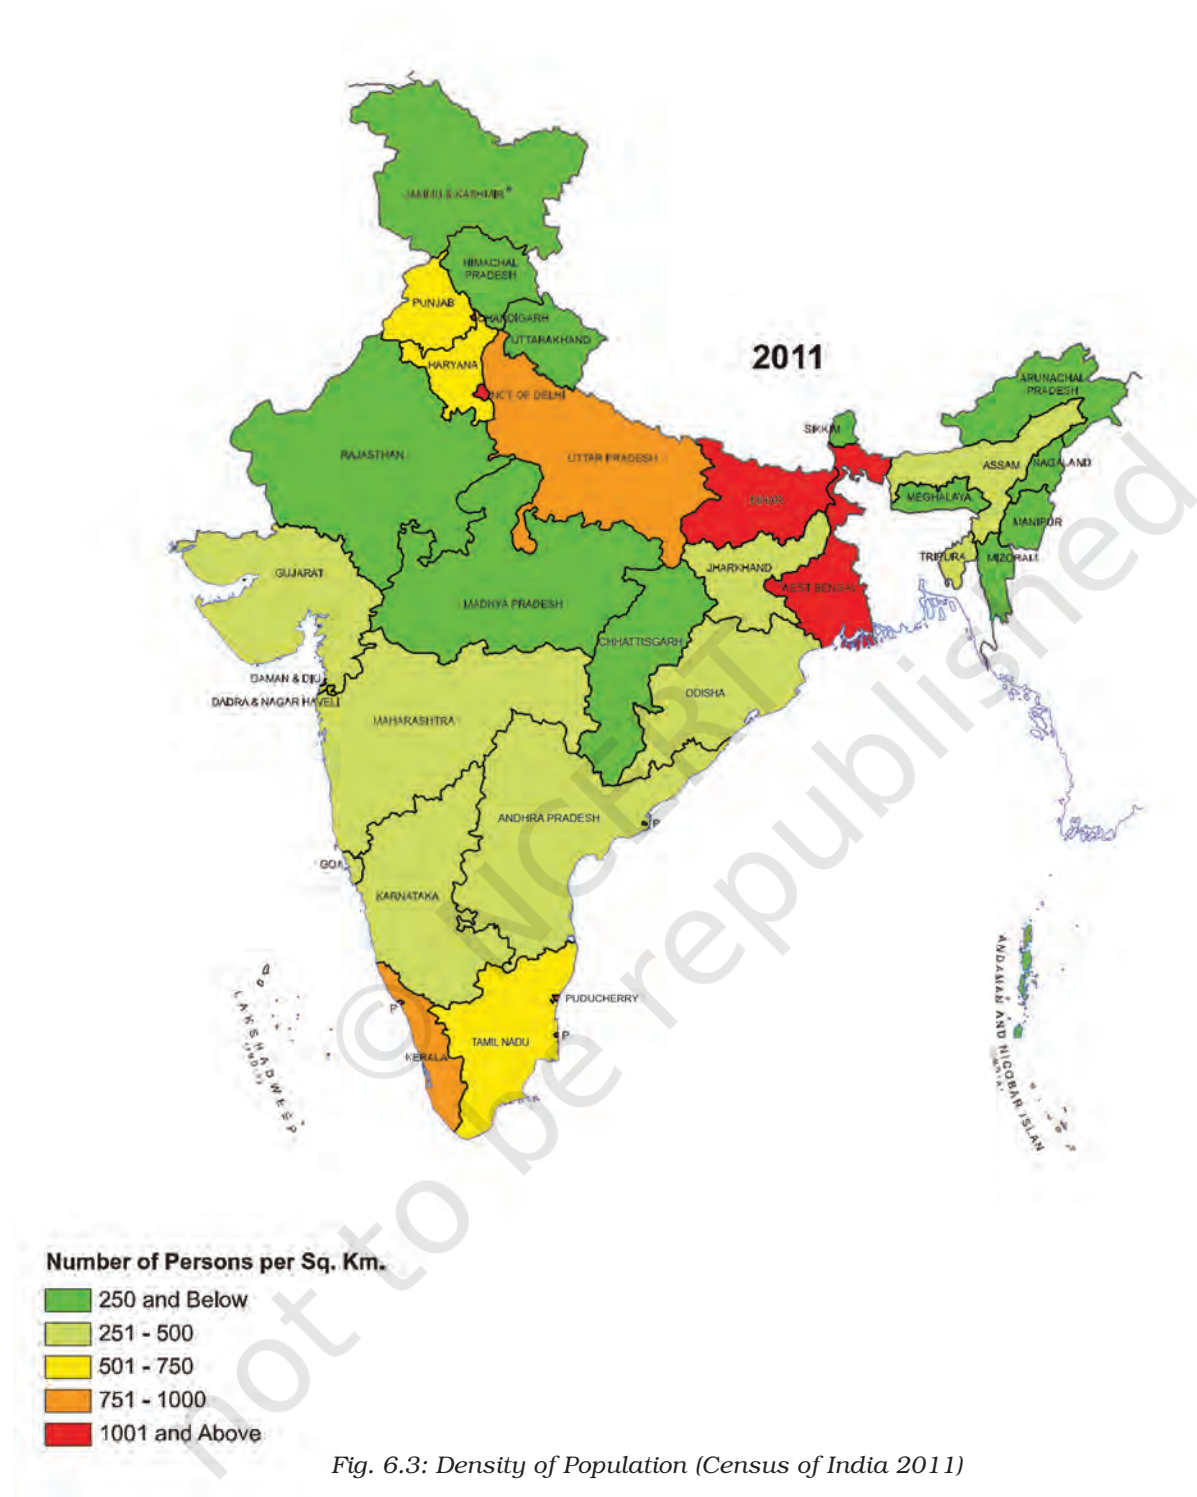 JAMMU & KASHMIR*
HIMACHAL
PRADESH
PUNJAB
CHANDIGARH
UTTARAKHAND
HARYANA
2011
NCT OF DELHI
ARUNACHAL
PRADESH
SIKKIM
RAJASTHAN
UTTAR PRADESH
ASSAM
NAGALAND
BIHAR
MEGHALAYA
MANIPUR
TRIPURA
MIZORAM
GUJARAT
JHARKHAND
WEST BENGAL
MADHYA PRADESH
CHHATTISGARH
DAMAN & DIU
DADRA & NAGAR HAVELI
ODISHA
MAHARASHTRA
ANDHRA PRADESH
P
GOA
KARNATAKA
LAKSHADWEEP
ANDAMAN AND NICOBAR ISLAN
P
PUDUCHERRY
P
TAMIL NADU
KERALA
© NCERT
not to be republished
Number of Persons per Sq. Km.
250 and Below
251 - 500
501 - 750
751 - 1000
1001 and Above
Fig. 6.3: Density of Population (Census of India 2011)